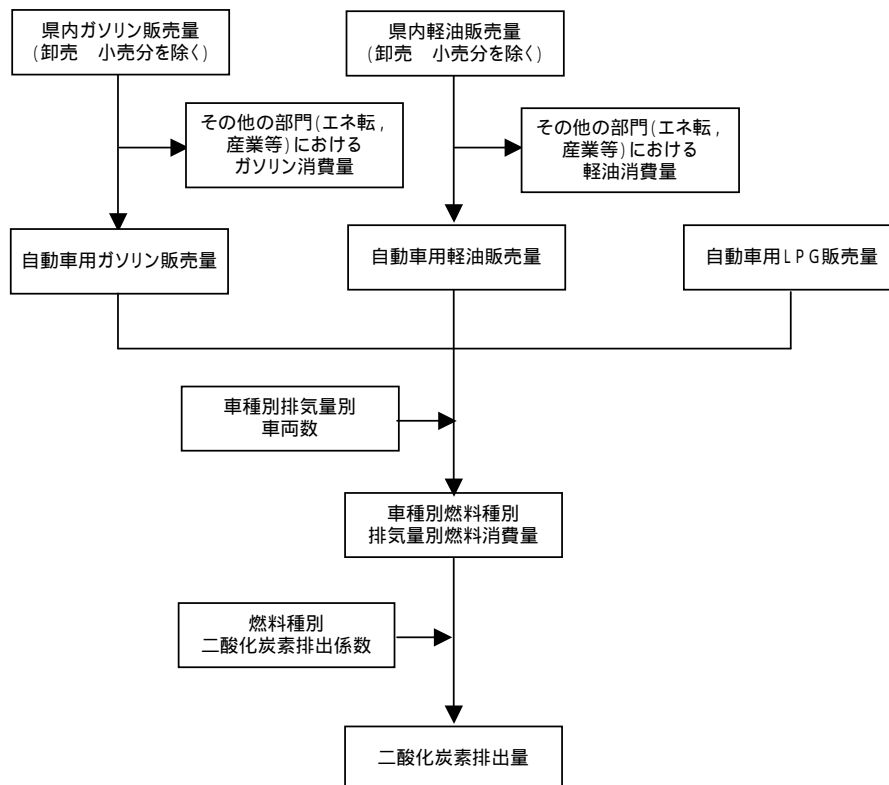 県内ガソリン販売量
(卸売　小売分を除く)
県内軽油販売量
(卸売　小売分を除く)
その他の部門(エネ転,
産業等)における
ガソリン消費量
その他の部門(エネ転,
産業等)における
軽油消費量
自動車用ガソリン販売量
自動車用軽油販売量
自動車用LPG販売量
車種別排気量別
車両数
車種別燃料種別
排気量別燃料消費量
燃料種別
二酸化炭素排出係数
二酸化炭素排出量